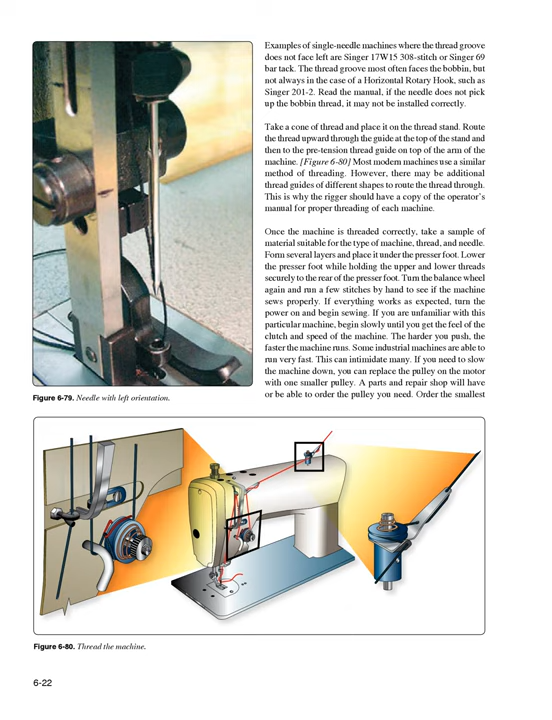 Examples of single-needle machines where the thread groove
does not face left are Singer 17W15 308-stitch or Singer 69
bar tack. The thread groove most often faces the bobbin, but
not always in the case of a Horizontal Rotary Hook, such as
Singer 201-2. Read the manual, if the needle does not pick
up the bobbin thread, it may not be installed correctly.
Take a cone of thread and place it on the thread stand. Route
the thread upward through the guide at the top of the stand and
then to the pre-tension thread guide on top of the arm of the
machine. [Figure 6-80] Most modern machines use a similar
method of threading. However, there may be additional
thread guides of different shapes to route the thread through.
This is why the rigger should have a copy of the operator's
manual for proper threading of each machine.
Once the machine is threaded correctly, take a sample of
material suitable for the type of machine, thread, and needle.
Form several layers and place it under the presser foot. Lower
the presser foot while holding the upper and lower threads
securely to the rear of the presser foot. Turn the balance wheel
again and run a few stitches by hand to see if the machine
sews properly. If everything works as expected, turn the
power on and begin sewing. If you are unfamiliar with this
particular machine, begin slowly until you get the feel of the
clutch and speed of the machine. The harder you push, the
faster the machine runs. Some industrial machines are able to
run very fast. This can intimidate many. If you need to slow
the machine down, you can replace the pulley on the motor
with one smaller pulley. A parts and repair shop will have
or be able to order the pulley you need. Order the smallest
Figure 6-79. Needle with left orientation.
Figure 6-80. Thread the machine.
6-22